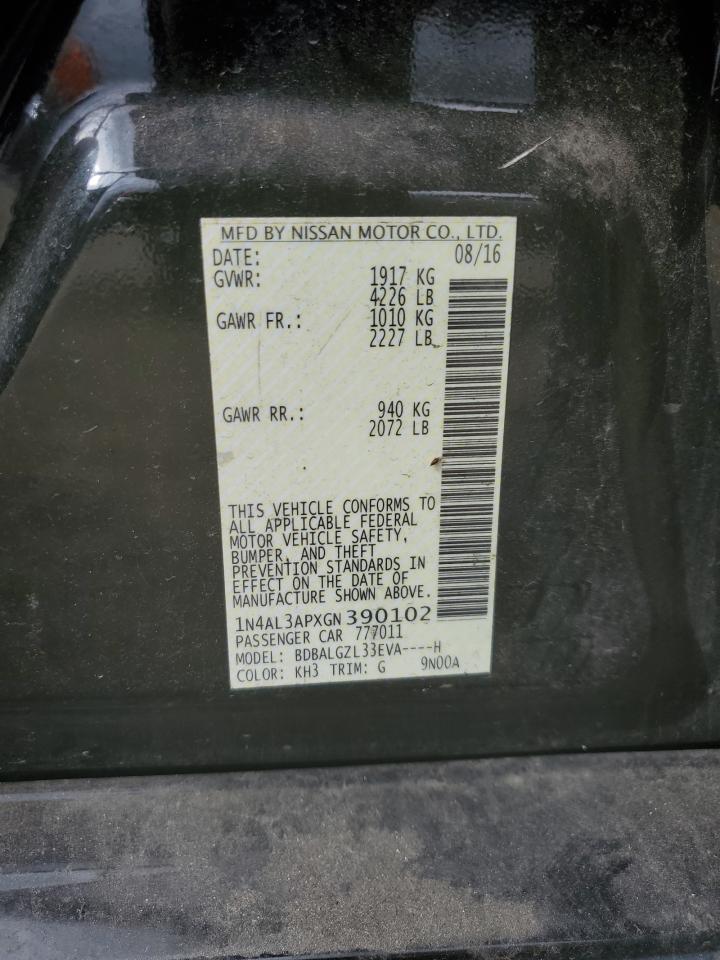 MFD BY NISSAN MOTOR CO., LTD.
DATE: 08/16
GVWR: 1917 KG
4226 LB
GAWR FR.: 1010 KG
2227 LB
GAWR RR.: 940 KG
2072 LB
THIS VEHICLE CONFORMS TO
ALL APPLICABLE FEDERAL
MOTOR VEHICLE SAFETY,
BUMPER, AND THEFT
PREVENTION STANDARDS IN
EFFECT ON THE DATE OF
MANUFACTURE SHOWN ABOVE.
1N4AL3APXGN390102
PASSENGER CAR 777011
MODEL: BDBALGZL33EVA----H
COLOR: KH3 TRIM: G 9N00A